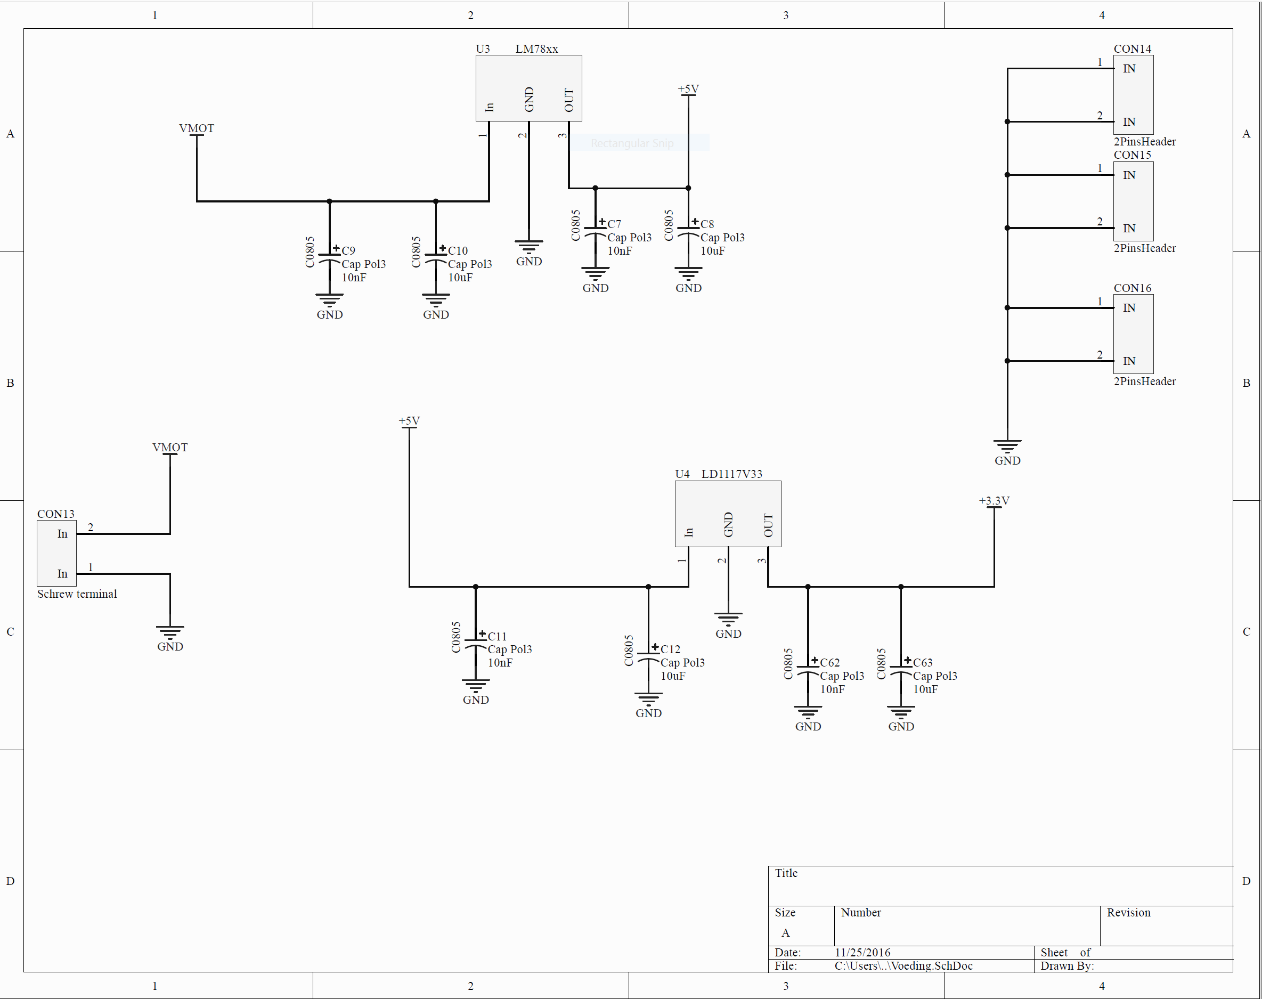 1 2 3 4
A A
B B
C C
D D
1 2 3 4
U3 LM78xx
In GND OUT
1 2 3
VMOT
+5V
Rectangular Snip
C0805 C9
Cap Pol3
10nF
GND
C0805 C10
Cap Pol3
10uF
GND
GND
C0805 C7
Cap Pol3
10nF
GND
C0805 C8
Cap Pol3
10uF
GND
CON14
1 IN
2 IN
2PinsHeader
CON15
1 IN
2 IN
2PinsHeader
CON16
1 IN
2 IN
2PinsHeader
GND
VMOT
CON13
In 2
In 1
Schrew terminal
GND
+5V
U4 LD1117V33
In GND OUT
1 2 3
+3.3V
C0805 C11
Cap Pol3
10nF
GND
C0805 C12
Cap Pol3
10uF
GND
GND
C0805 C62
Cap Pol3
10nF
GND
C0805 C63
Cap Pol3
10uF
GND
Title
Size Number Revision
A
Date: 11/25/2016 Sheet of
File: C:\Users\..\Voeding.SchDoc Drawn By: